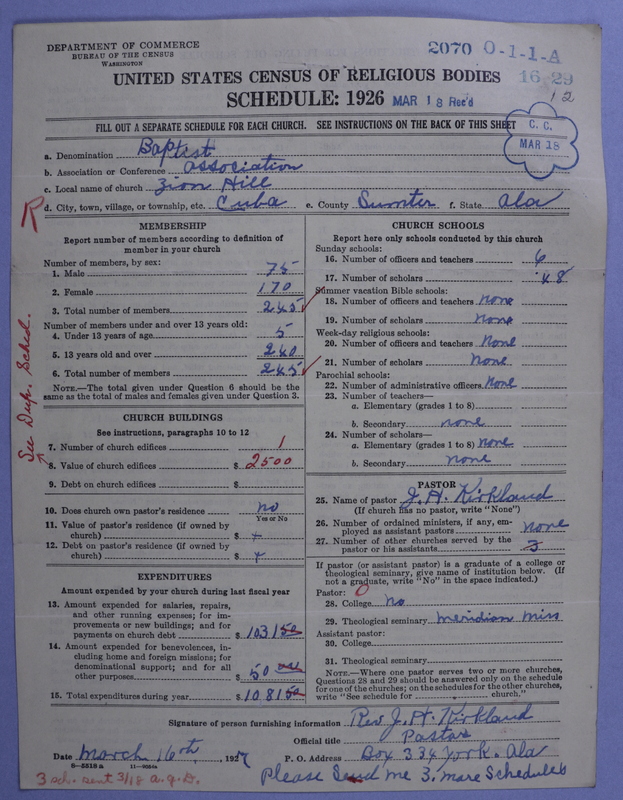 DEPARTMENT OF COMMERCE
BUREAU OF THE CENSUS
WASHINGTON
2070 O-1-1-A
16 29
12
UNITED STATES CENSUS OF RELIGIOUS BODIES
SCHEDULE: 1926 MAR 18 Rec'd
C. C.
MAR 18
FILL OUT A SEPARATE SCHEDULE FOR EACH CHURCH. SEE INSTRUCTIONS ON THE BACK OF THIS SHEET
a. Denomination Baptist
b. Association or Conference association
c. Local name of church Zion Hill
R d. City, town, village, or township, etc. Cuba e. County Sumter f. State Ala
MEMBERSHIP
Report number of members according to definition of
member in your church
Number of members, by sex:
1. Male 75
2. Female 170
3. Total number of members 245
Number of members under and over 13 years old:
4. Under 13 years of age 5
5. 13 years old and over 240
6. Total number of members 245
NOTE.—The total given under Question 6 should be the
same as the total of males and females given under Question 3.
See Dup. Sched.
CHURCH BUILDINGS
See instructions, paragraphs 10 to 12
7. Number of church edifices 1
8. Value of church edifices $ 2500
9. Debt on church edifices $
10. Does church own pastor's residence no
Yes or No
11. Value of pastor's residence (if owned by
church) $ +
12. Debt on pastor's residence (if owned by
church) $ +
EXPENDITURES
Amount expended by your church during last fiscal year
13. Amount expended for salaries, repairs,
and other running expenses; for im-
provements or new buildings; and for
payments on church debt $ 1031 50
14. Amount expended for benevolences, in-
cluding home and foreign missions; for
denominational support; and for all
other purposes $ 50
15. Total expenditures during year $ 1081 50
CHURCH SCHOOLS
Report here only schools conducted by this church
Sunday schools:
16. Number of officers and teachers 6
17. Number of scholars 48
Summer vacation Bible schools:
18. Number of officers and teachers none
19. Number of scholars none
Week-day religious schools:
20. Number of officers and teachers none
21. Number of scholars none
Parochial schools:
22. Number of administrative officers none
23. Number of teachers—
a. Elementary (grades 1 to 8)
b. Secondary none
24. Number of scholars—
a. Elementary (grades 1 to 8) none
b. Secondary none
PASTOR
25. Name of pastor J. H. Kirkland
(If church has no pastor, write "None")
26. Number of ordained ministers, if any, em-
ployed as assistant pastors none
27. Number of other churches served by the
pastor or his assistants 3
If pastor (or assistant pastor) is a graduate of a college or
theological seminary, give name of institution below. (If
not a graduate, write "No" in the space indicated.)
Pastor: 0
28. College no
29. Theological seminary meridian miss
Assistant pastor:
30. College
31. Theological seminary
NOTE.—Where one pastor serves two or more churches,
Questions 28 and 29 should be answered only on the schedule
for one of the churches; on the schedules for the other churches,
write "See schedule for church."
Signature of person furnishing information Rev J. H. Kirkland
Official title Pastor
Date March 16th, 1927 P. O. Address Box 334 York. Ala
8—5518 a 11—9554a
3 sch. sent 3/18 a.g.D. Please Send me 3. more Schedules